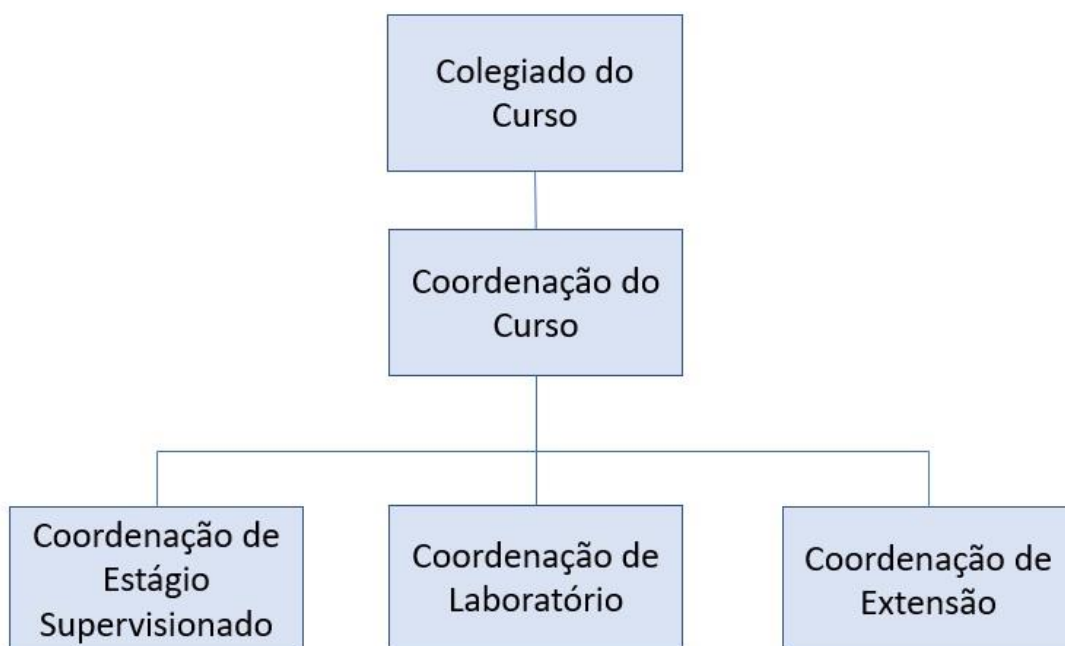 Colegiado do
Curso
Coordenação do
Curso
Coordenação de
Estágio
Supervisionado
Coordenação de
Laboratório
Coordenação de
Extensão